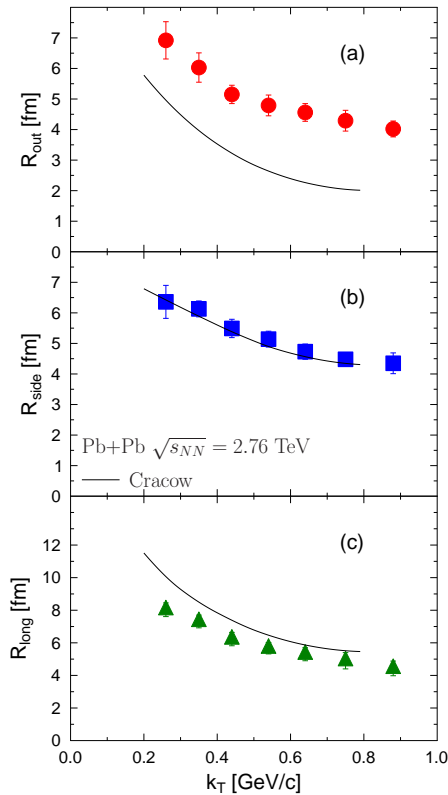 7
6
5
4
3
2
1
0
R_out [fm]
(a)
7
6
5
4
3
2
1
0
R_side [fm]
(b)
Pb+Pb √s_NN = 2.76 TeV
Cracow
12
10
8
6
4
2
0
R_long [fm]
(c)
0.0 0.2 0.4 0.6 0.8 1.0
k_T [GeV/c]